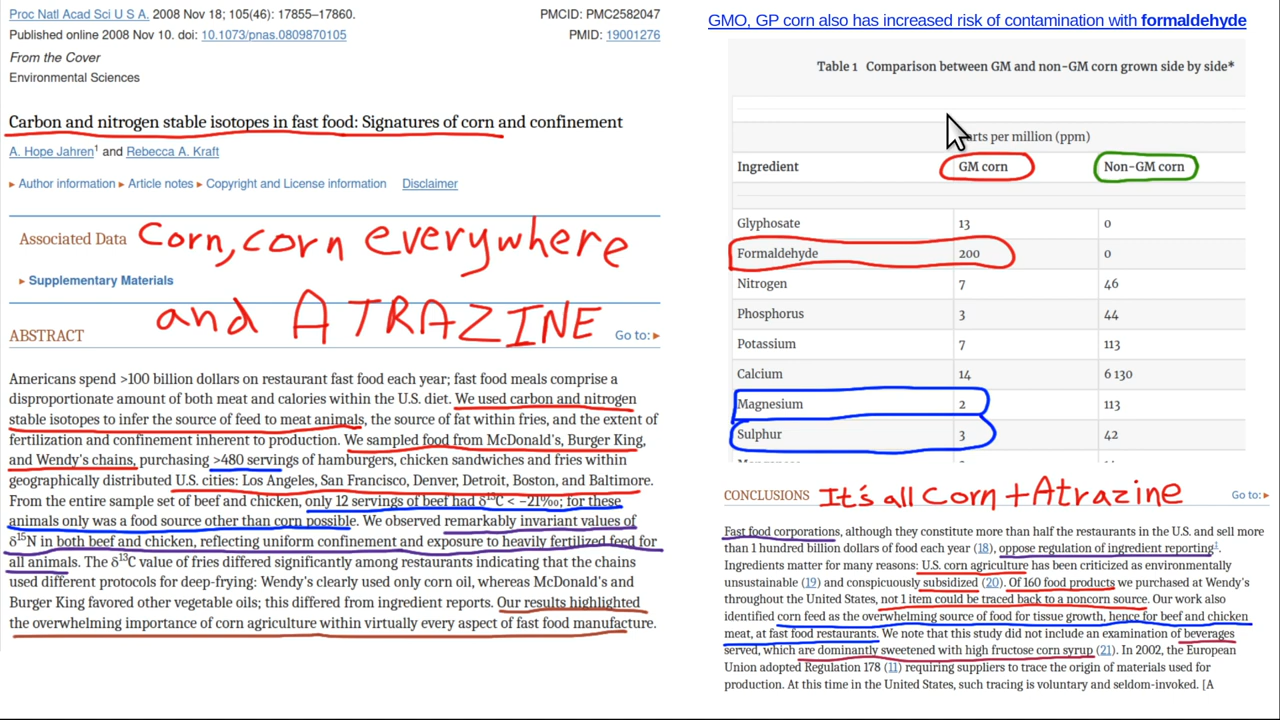 Proc Natl Acad Sci U S A. 2008 Nov 18; 105(46): 17855–17860.
PMCID: PMC2582047
Published online 2008 Nov 10. doi: 10.1073/pnas.0809870105
PMID: 19001276
From the Cover
Environmental Sciences
Carbon and nitrogen stable isotopes in fast food: Signatures of corn and confinement
A. Hope Jahren1 and Rebecca A. Kraft
▸ Author information ▸ Article notes ▸ Copyright and License information Disclaimer
Associated Data
Corn, corn everywhere
▸ Supplementary Materials
and ATRAZINE
ABSTRACT
Go to: ▸
Americans spend >100 billion dollars on restaurant fast food each year; fast food meals comprise a
disproportionate amount of both meat and calories within the U.S. diet. We used carbon and nitrogen
stable isotopes to infer the source of feed to meat animals, the source of fat within fries, and the extent of
fertilization and confinement inherent to production. We sampled food from McDonald's, Burger King,
and Wendy's chains, purchasing >480 servings of hamburgers, chicken sandwiches and fries within
geographically distributed U.S. cities: Los Angeles, San Francisco, Denver, Detroit, Boston, and Baltimore.
From the entire sample set of beef and chicken, only 12 servings of beef had δ13C < −21‰; for these
animals only was a food source other than corn possible. We observed remarkably invariant values of
δ15N in both beef and chicken, reflecting uniform confinement and exposure to heavily fertilized feed for
all animals. The δ13C value of fries differed significantly among restaurants indicating that the chains
used different protocols for deep-frying: Wendy's clearly used only corn oil, whereas McDonald's and
Burger King favored other vegetable oils; this differed from ingredient reports. Our results highlighted
the overwhelming importance of corn agriculture within virtually every aspect of fast food manufacture.
GMO, GP corn also has increased risk of contamination with formaldehyde
Table 1 Comparison between GM and non-GM corn grown side by side*
per million (ppm)
Ingredient GM corn Non-GM corn
Glyphosate 13 0
Formaldehyde 200 0
Nitrogen 7 46
Phosphorus 3 44
Potassium 7 113
Calcium 14 6 130
Magnesium 2 113
Sulphur 3 42
CONCLUSIONS
It's all Corn + Atrazine
Go to: ▸
Fast food corporations, although they constitute more than half the restaurants in the U.S. and sell more
than 1 hundred billion dollars of food each year (18), oppose regulation of ingredient reporting‡.
Ingredients matter for many reasons: U.S. corn agriculture has been criticized as environmentally
unsustainable (19) and conspicuously subsidized (20). Of 160 food products we purchased at Wendy's
throughout the United States, not 1 item could be traced back to a noncorn source. Our work also
identified corn feed as the overwhelming source of food for tissue growth, hence for beef and chicken
meat, at fast food restaurants. We note that this study did not include an examination of beverages
served, which are dominantly sweetened with high fructose corn syrup (21). In 2002, the European
Union adopted Regulation 178 (11) requiring suppliers to trace the origin of materials used for
production. At this time in the United States, such tracing is voluntary and seldom-invoked. [A